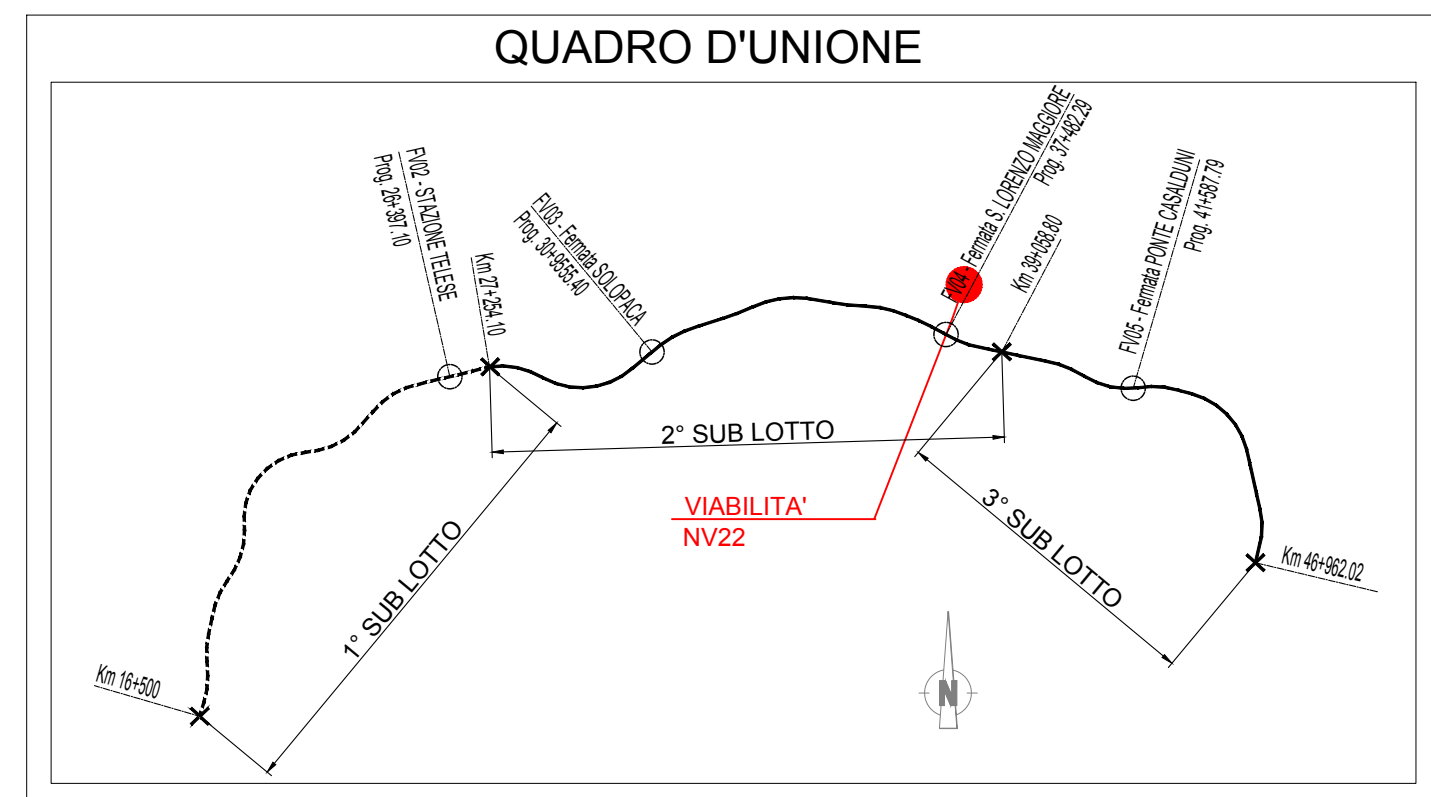 QUADRO D'UNIONE
FV02 - STAZIONE TELESE
Prog. 26+397.10
Km 27+254.10
FV03 - Fermata SOLOPACA
Prog. 30+9555.40
FV04 - Fermata S. LORENZO MAGGIORE
Prog. 37+482.29
Km 39+058.80
FV05 - Fermata PONTE CASALDUNI
Prog. 41+587.79
2° SUB LOTTO
VIABILITA'
NV22
1° SUB LOTTO
3° SUB LOTTO
Km 46+962.02
Km 16+500
N